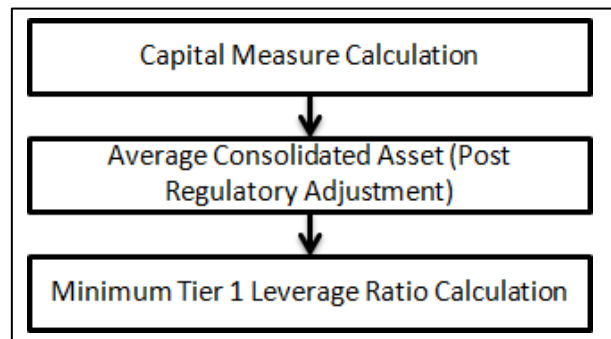 Capital Measure Calculation
Average Consolidated Asset (Post
Regulatory Adjustment)
Minimum Tier 1 Leverage Ratio Calculation